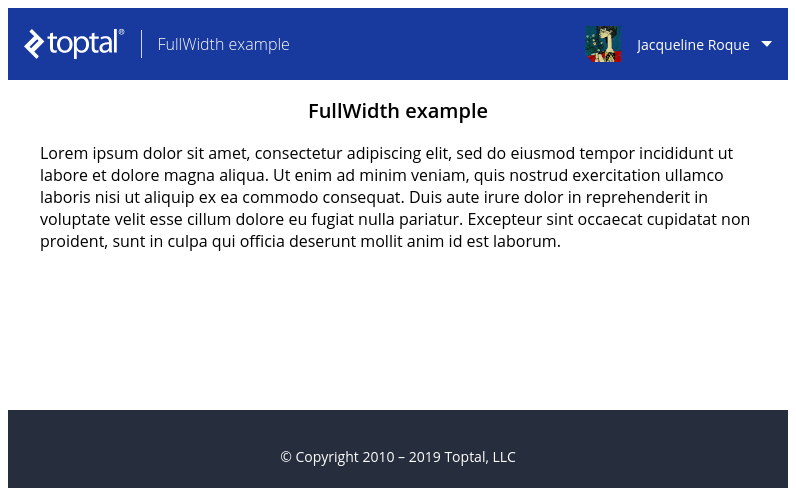 toptal® FullWidth example Jacqueline Roque
FullWidth example
Lorem ipsum dolor sit amet, consectetur adipiscing elit, sed do eiusmod tempor incididunt ut
labore et dolore magna aliqua. Ut enim ad minim veniam, quis nostrud exercitation ullamco
laboris nisi ut aliquip ex ea commodo consequat. Duis aute irure dolor in reprehenderit in
voluptate velit esse cillum dolore eu fugiat nulla pariatur. Excepteur sint occaecat cupidatat non
proident, sunt in culpa qui officia deserunt mollit anim id est laborum.
© Copyright 2010 – 2019 Toptal, LLC